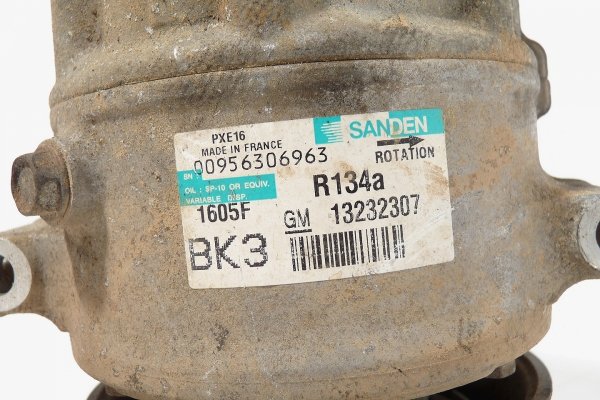 PXE16
MADE IN FRANCE
SANDEN
SN: 00956306963
ROTATION
OIL: SP-10 OR EQUIV.
VARIABLE DISP.
R134a
1605F
GM 13232307
BK3